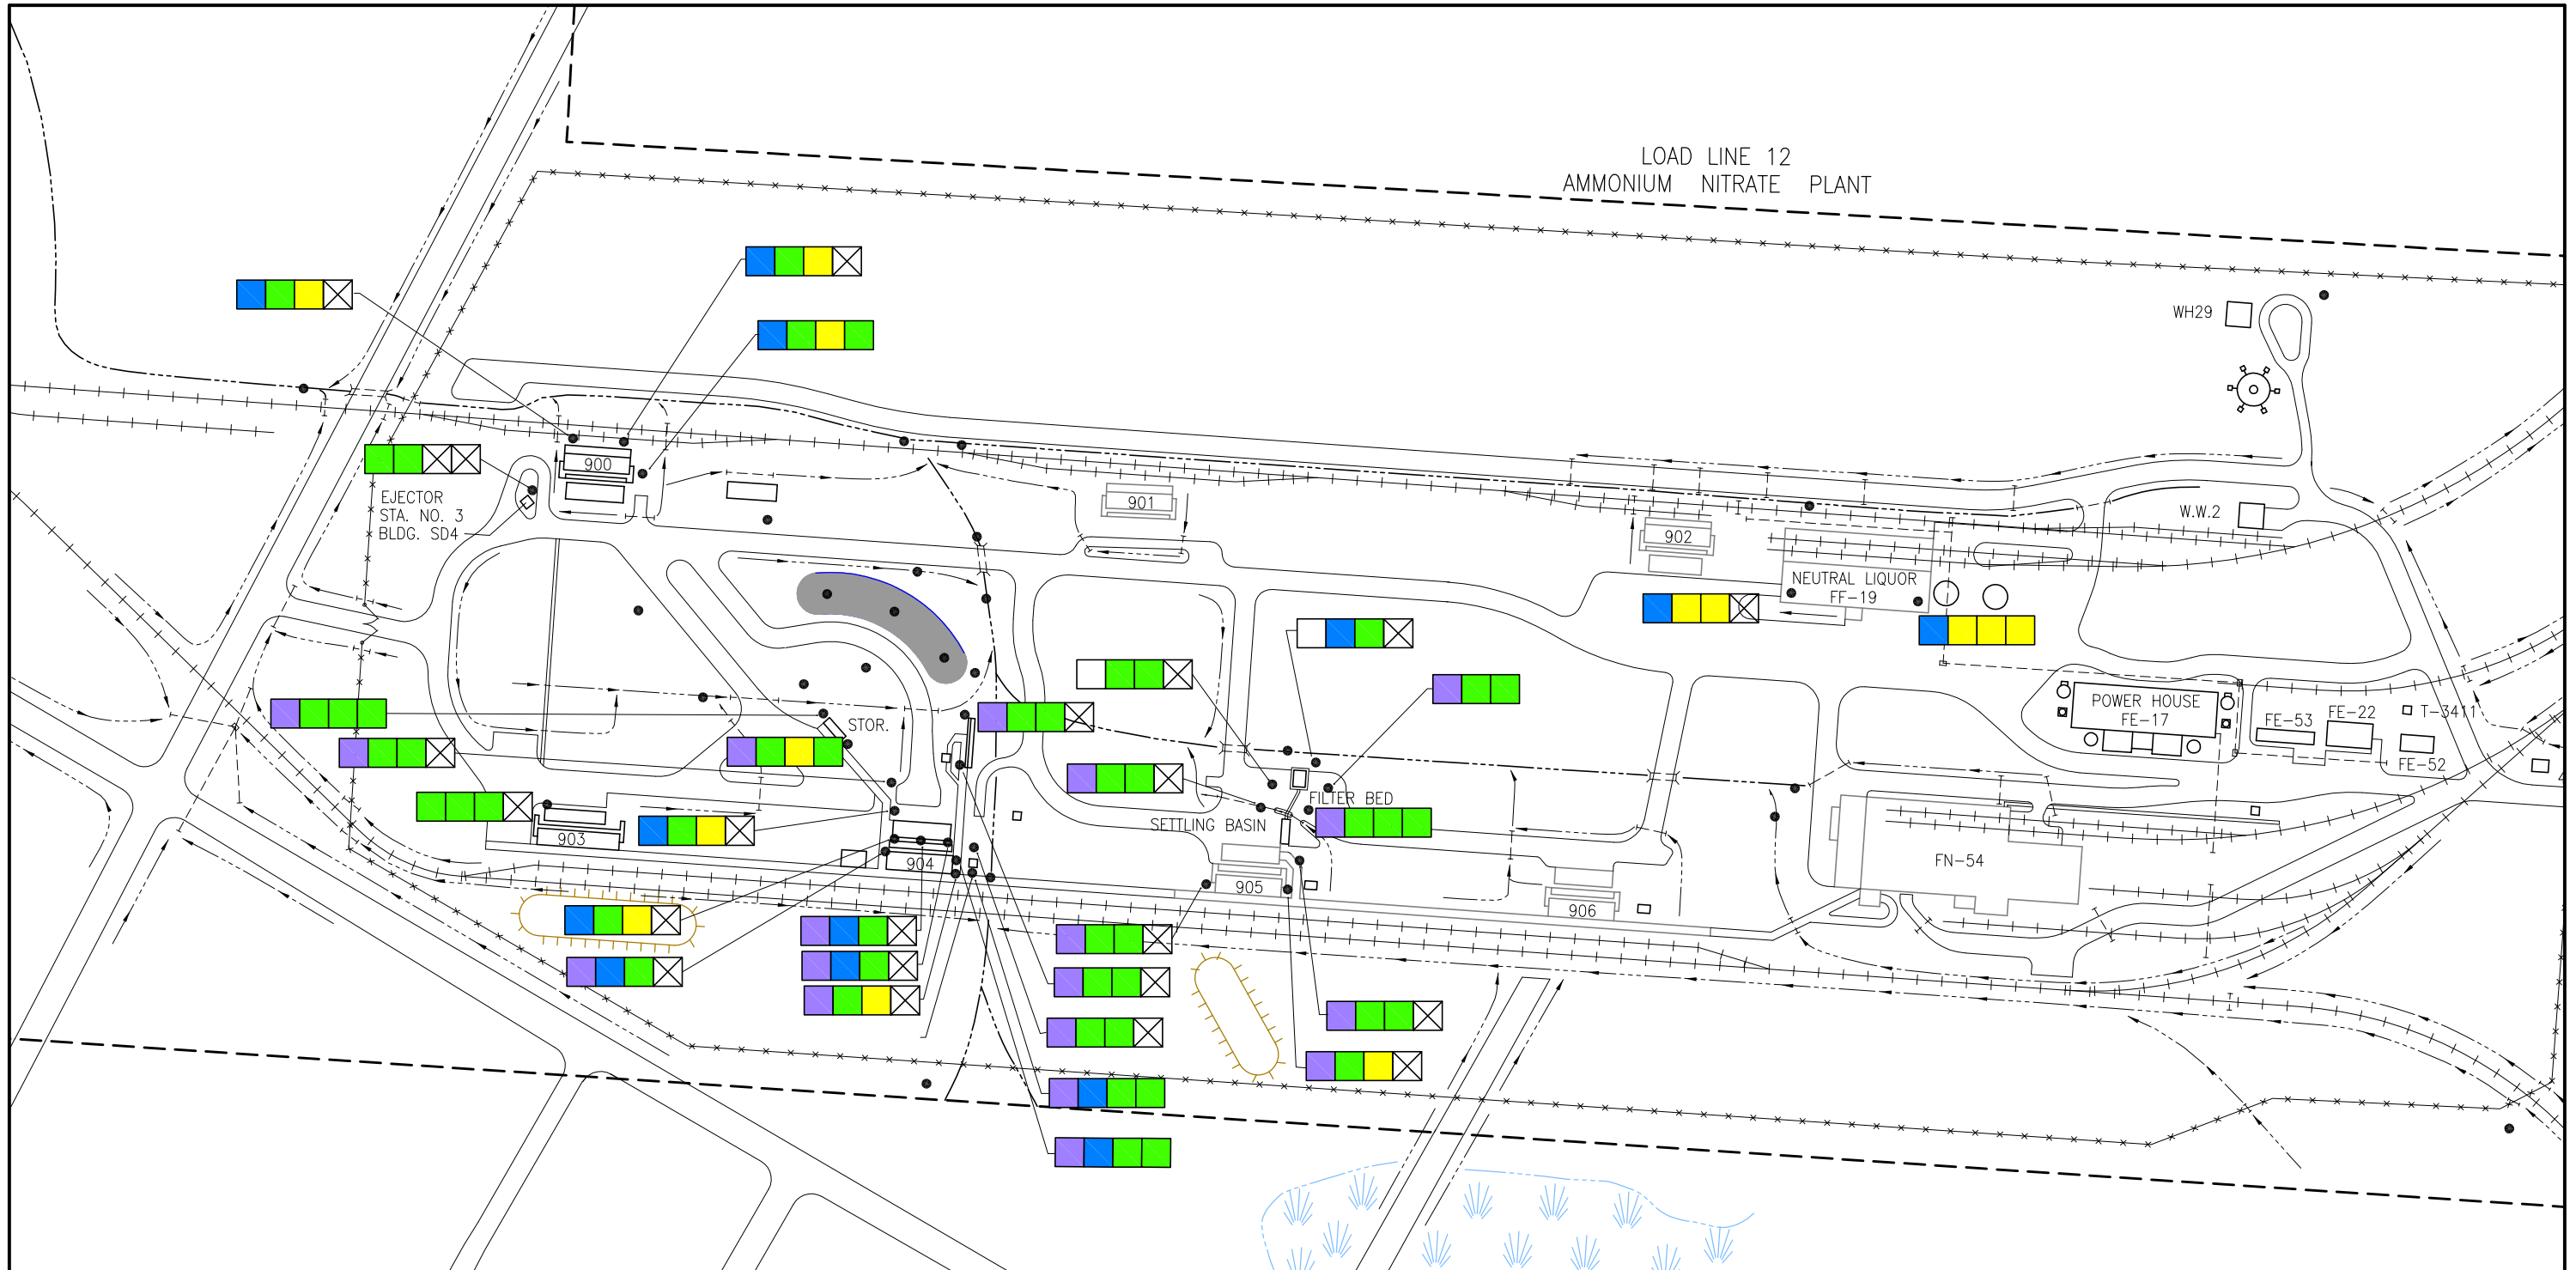 LOAD LINE 12
AMMONIUM NITRATE PLANT
WH29
900
EJECTOR
STA. NO. 3
BLDG. SD4
901
902
W.W.2
NEUTRAL LIQUOR
FF-19
STOR.
POWER HOUSE
FE-17
FE-53
FE-22
T-3411
FE-52
FILTER BED
SETTLING BASIN
903
904
905
906
FN-54